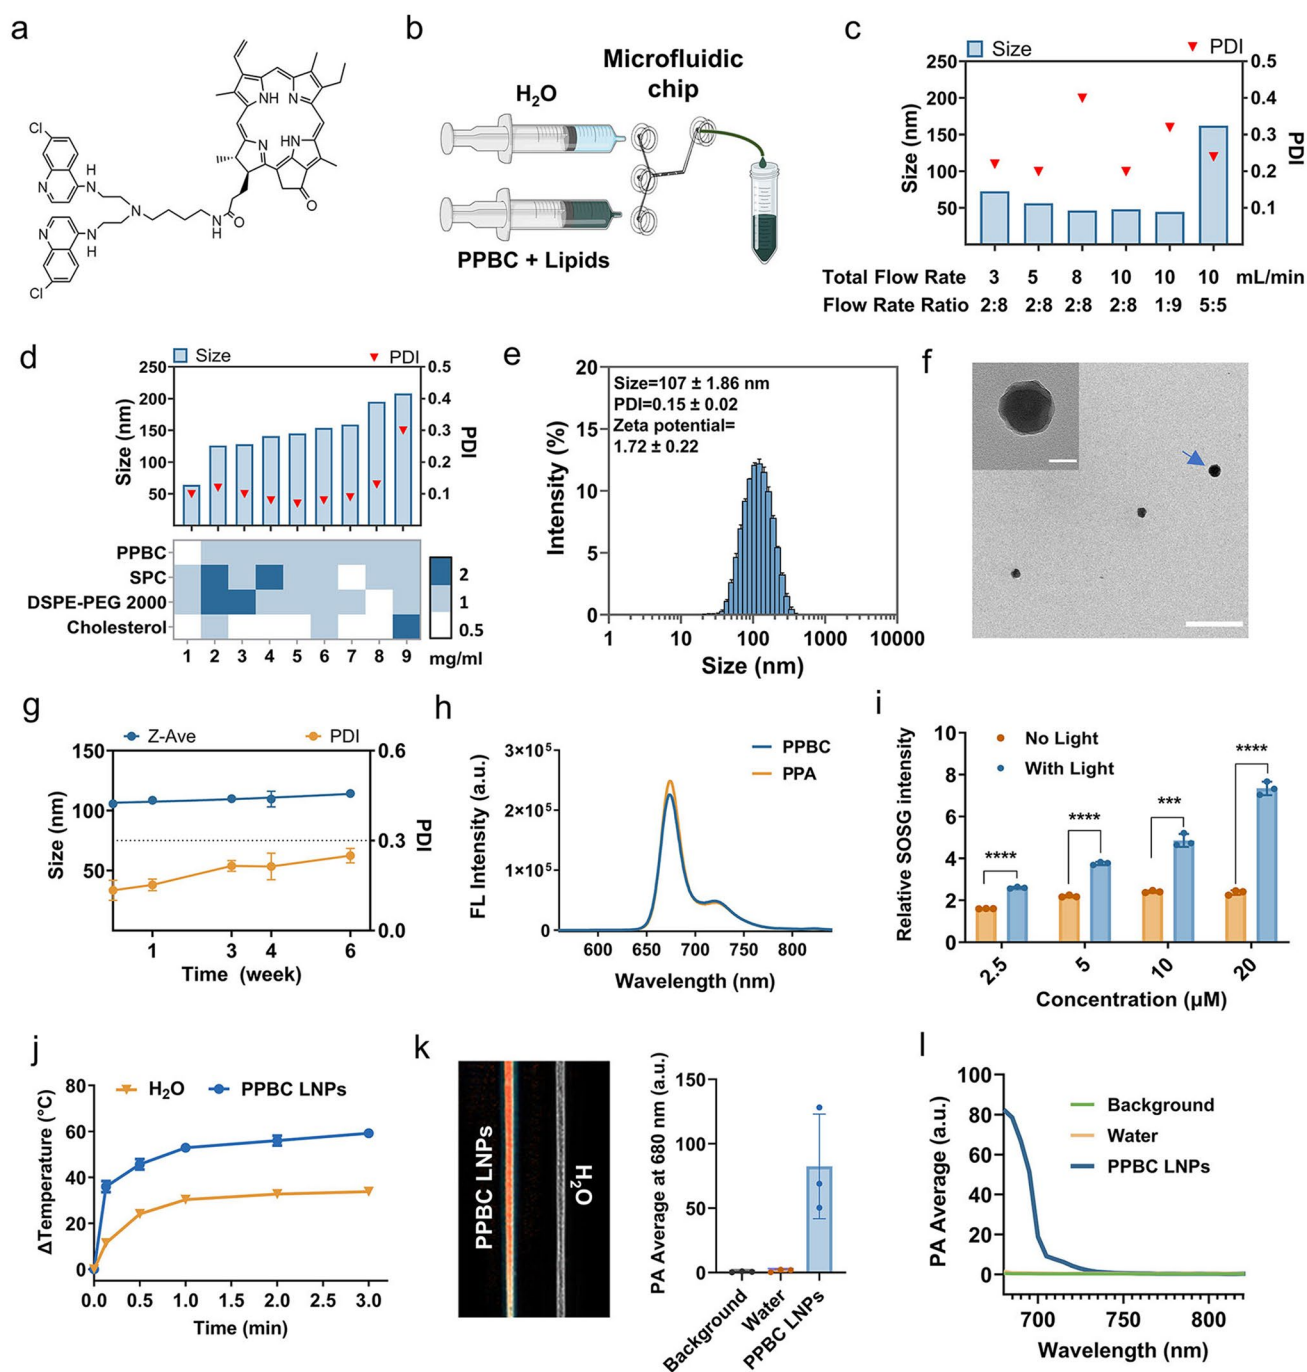 a
Cl
N
N
H
N
N
H
N
Cl
N
H
O
NH
N
N
HN
O
b
Microfluidic
chip
H₂O
PPBC + Lipids
c
Size
PDI
250
200
150
100
50
Size (nm)
0.5
0.4
0.3
0.2
0.1
PDI
Total Flow Rate 3 5 8 10 10 10 mL/min
Flow Rate Ratio 2:8 2:8 2:8 2:8 1:9 5:5
d
Size
PDI
250
200
150
100
50
Size (nm)
0.5
0.4
0.3
0.2
0.1
PDI
PPBC
SPC
DSPE-PEG 2000
Cholesterol
1 2 3 4 5 6 7 8 9
2
1
0.5
mg/ml
e
Size=107 ± 1.86 nm
PDI=0.15 ± 0.02
Zeta potential=
1.72 ± 0.22
20
15
10
5
0
Intensity (%)
1 10 100 1000 10000
Size (nm)
f
g
Z-Ave
PDI
150
100
50
Size (nm)
0.6
0.3
0.0
PDI
1 3 4 6
Time (week)
h
PPBC
PPA
3×10⁵
2×10⁵
1×10⁵
0
FL Intensity (a.u.)
600 650 700 750 800
Wavelength (nm)
i
No Light
With Light
10
8
6
4
2
0
Relative SOSG intensity
****
****
***
****
2.5 5 10 20
Concentration (µM)
j
H₂O
PPBC LNPs
80
60
40
20
0
ΔTemperature (°C)
0.0 0.5 1.0 1.5 2.0 2.5 3.0
Time (min)
k
PPBC LNPs
H₂O
150
100
50
0
PA Average at 680 nm (a.u.)
Background
Water
PPBC LNPs
l
Background
Water
PPBC LNPs
100
80
60
40
20
0
PA Average (a.u.)
700 750 800
Wavelength (nm)